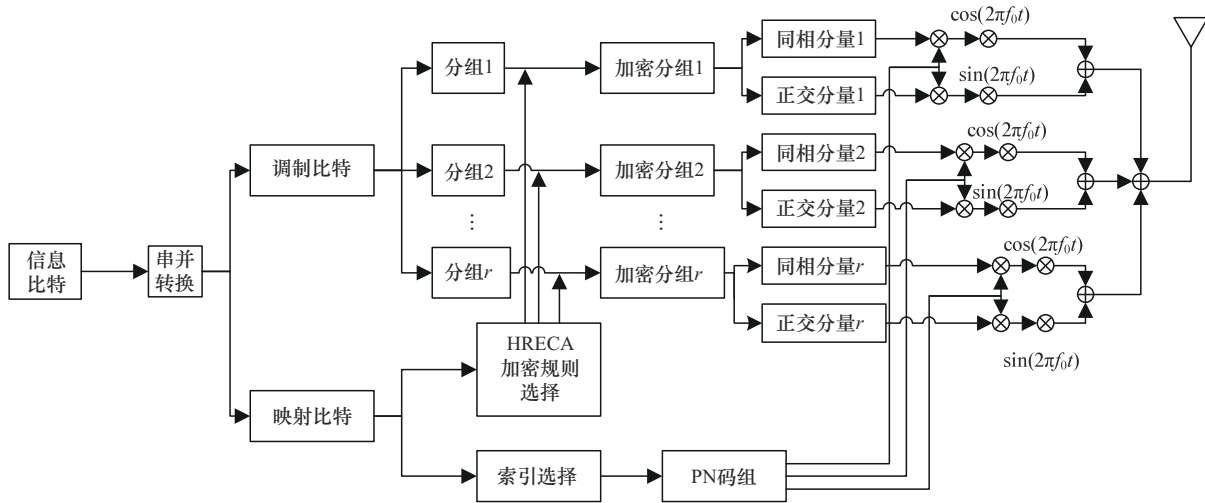 信息
比特
串并
转换
调制比特
映射比特
分组1
分组2
⋮
分组r
HRECA
加密规则
选择
索引选择
PN码组
加密分组1
加密分组2
⋮
加密分组r
同相分量1
正交分量1
同相分量2
正交分量2
同相分量r
正交分量r
cos(2πf₀t)
sin(2πf₀t)
cos(2πf₀t)
sin(2πf₀t)
cos(2πf₀t)
sin(2πf₀t)